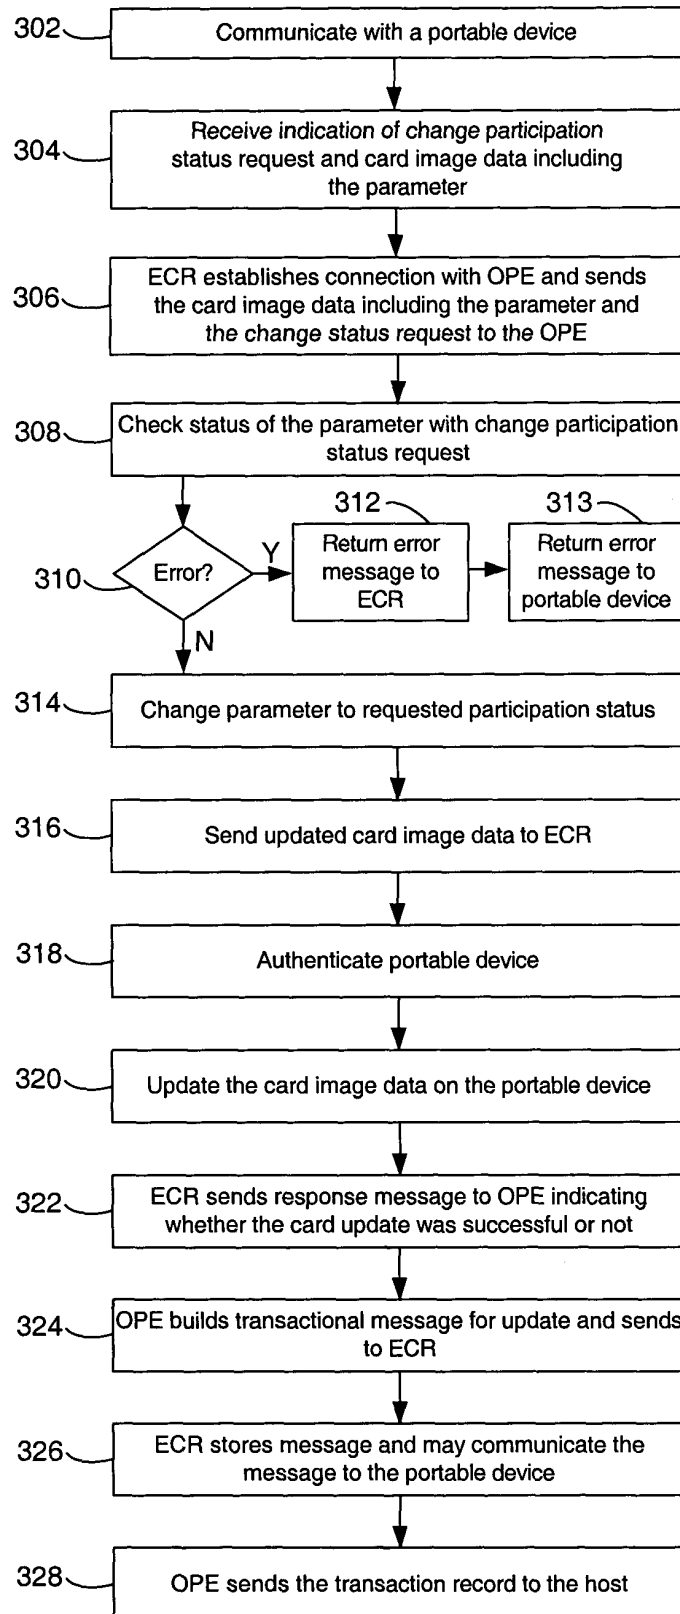 302
Communicate with a portable device
304
Receive indication of change participation
status request and card image data including
the parameter
306
ECR establishes connection with OPE and sends
the card image data including the parameter and
the change status request to the OPE
308
Check status of the parameter with change participation
status request
310
Error?
Y
N
312
Return error
message to
ECR
313
Return error
message to
portable device
314
Change parameter to requested participation status
316
Send updated card image data to ECR
318
Authenticate portable device
320
Update the card image data on the portable device
322
ECR sends response message to OPE indicating
whether the card update was successful or not
324
OPE builds transactional message for update and sends
to ECR
326
ECR stores message and may communicate the
message to the portable device
328
OPE sends the transaction record to the host